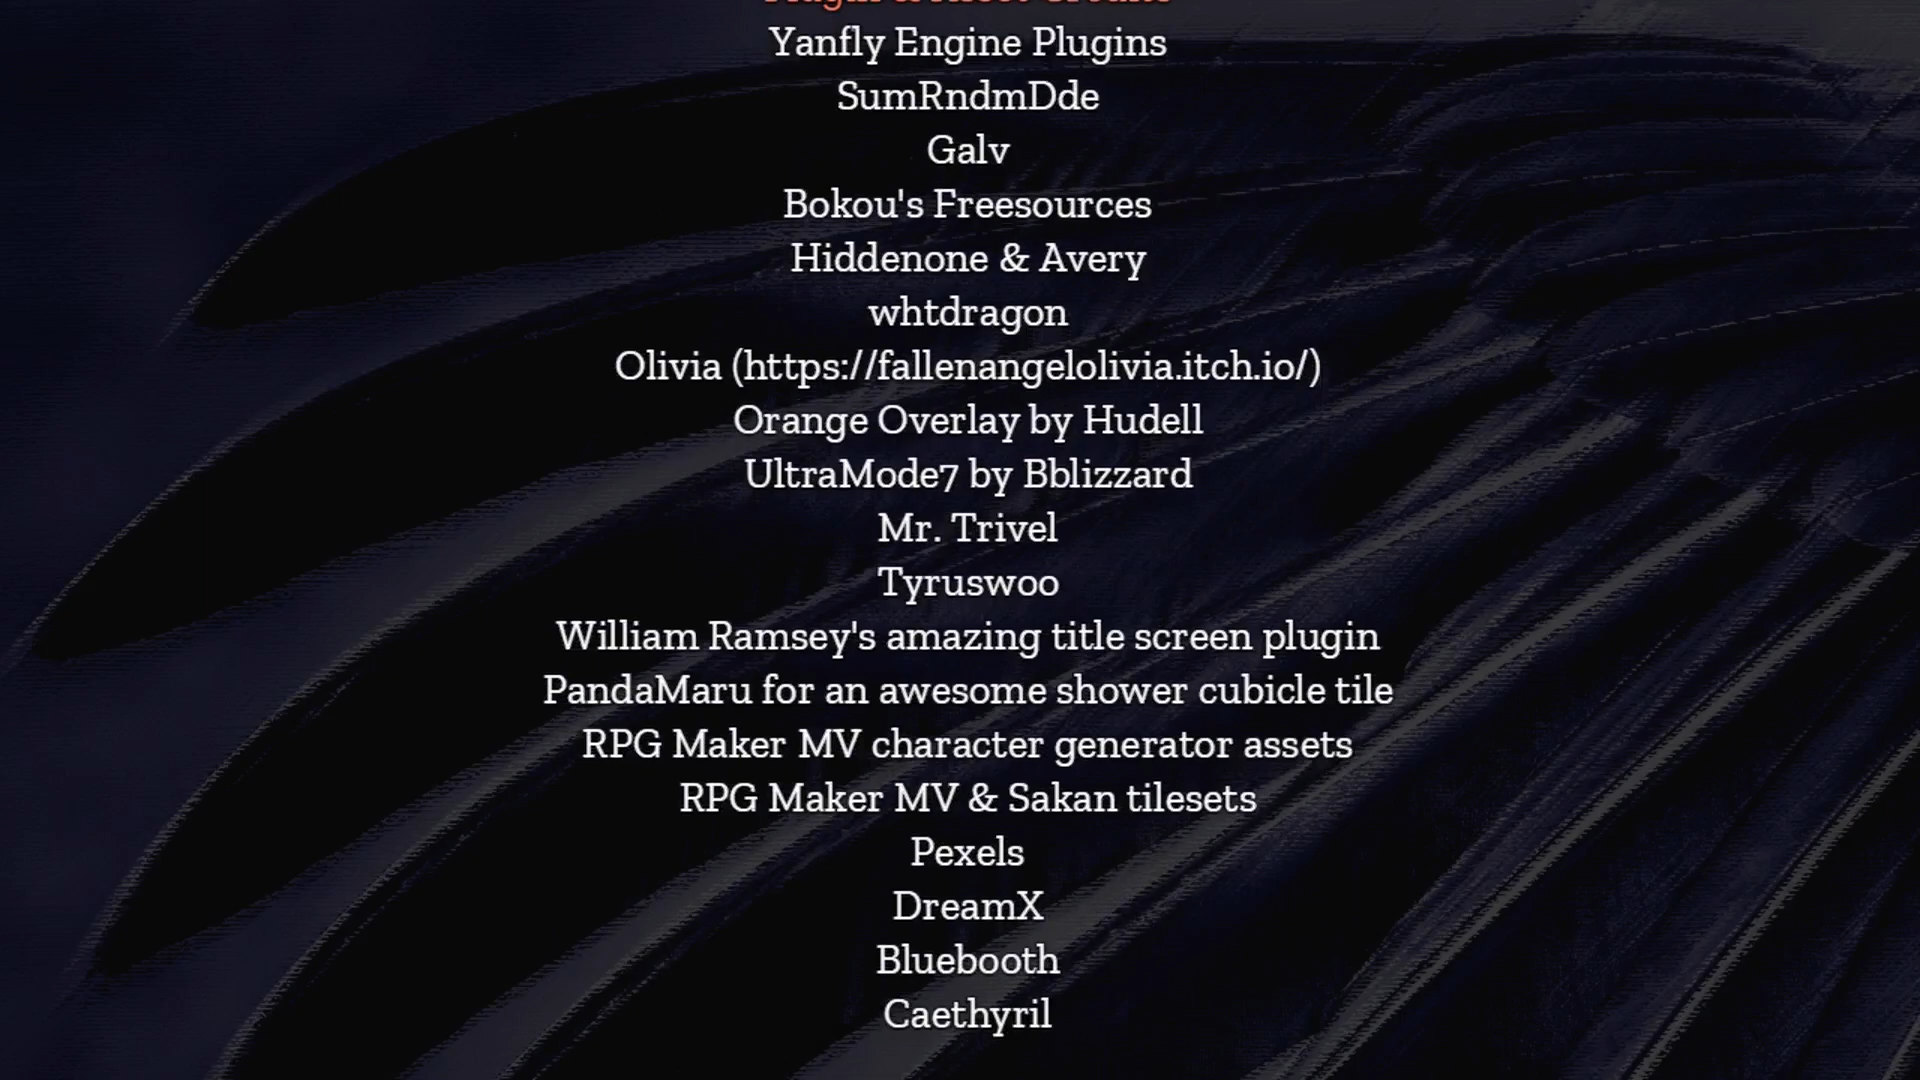 Yanfly Engine Plugins
SumRndmDde
Galv
Bokou's Freesources
Hiddenone & Avery
whtdragon
Olivia (https://fallenangelolivia.itch.io/)
Orange Overlay by Hudell
UltraMode7 by Bblizzard
Mr. Trivel
Tyruswoo
William Ramsey's amazing title screen plugin
PandaMaru for an awesome shower cubicle tile
RPG Maker MV character generator assets
RPG Maker MV & Sakan tilesets
Pexels
DreamX
Bluebooth
Caethyril